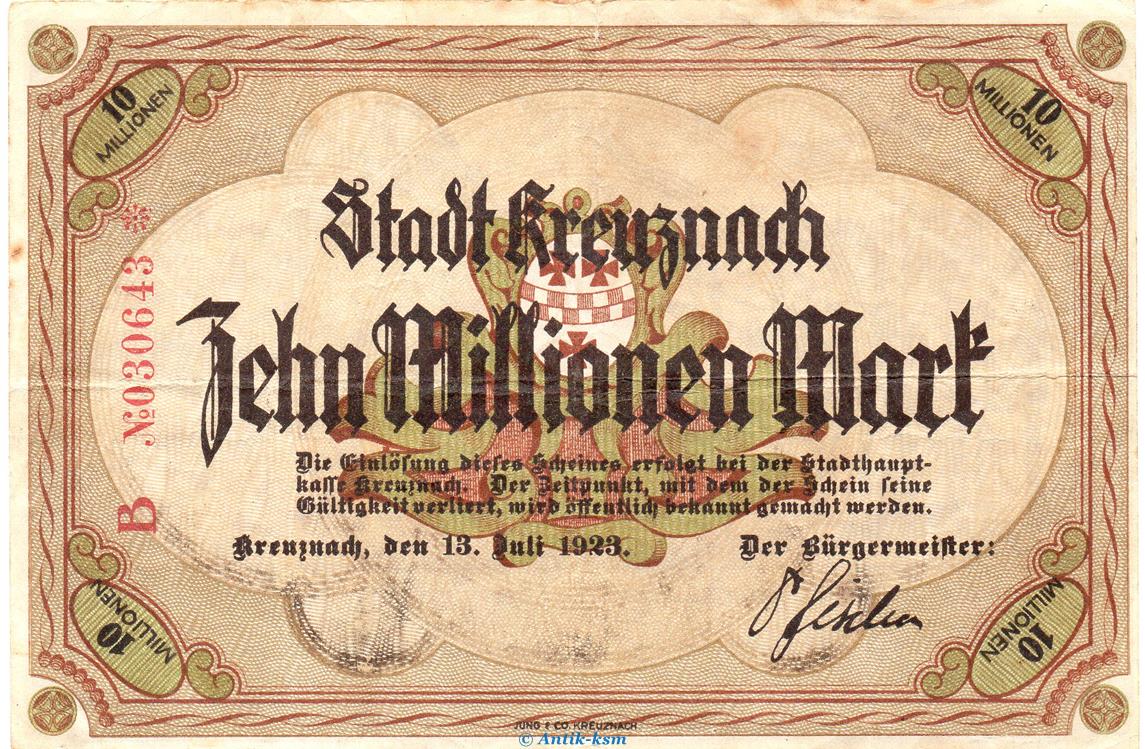 10
MILLIONEN
10
MILLIONEN
Stadt Kreuznach
Zehn Millionen Mark
B №030643 *
Die Einlösung dieses Scheines erfolgt bei der Stadthaupt-
kasse Kreuznach. Der Zeitpunkt, mit dem der Schein seine
Gültigkeit verliert, wird öffentlich bekannt gemacht werden.
Kreuznach, den 13. Juli 1923. Der Bürgermeister:
10
MILLIONEN
10
MILLIONEN
JUNG & CO. KREUZNACH
© Antik-ksm